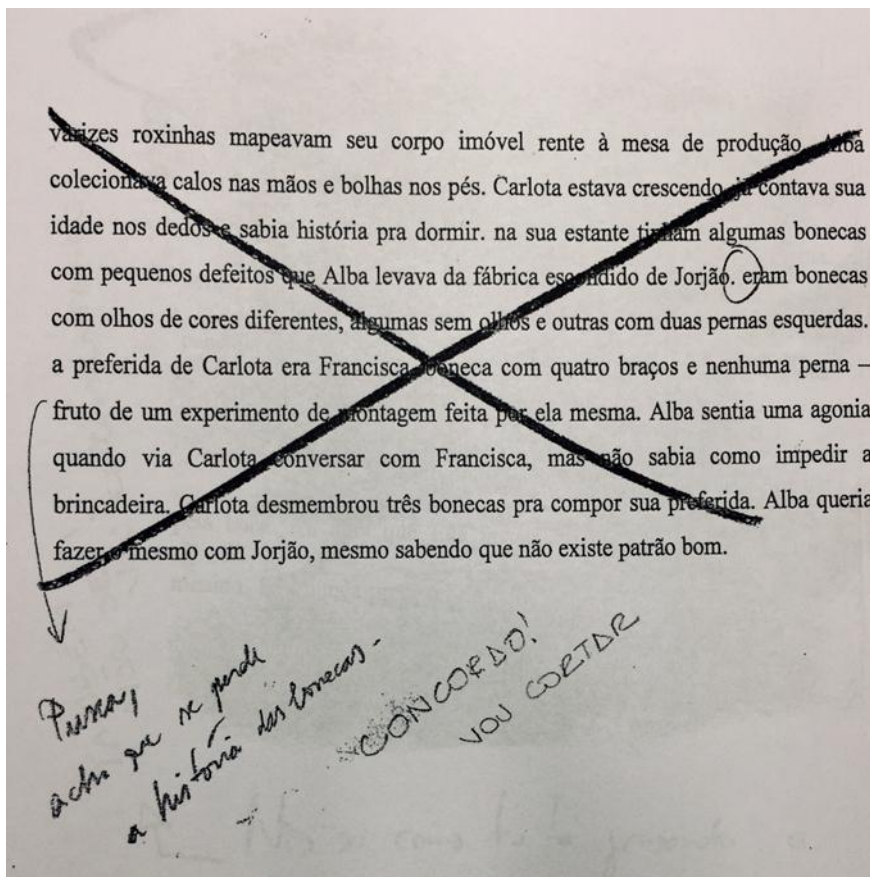 varizes roxinhas mapeavam seu corpo imóvel rente à mesa de produção. Alba
colecionava calos nas mãos e bolhas nos pés. Carlota estava crescendo, já contava sua
idade nos dedos e sabia história pra dormir. na sua estante tinham algumas bonecas
com pequenos defeitos que Alba levava da fábrica escondido de Jorjão. eram bonecas
com olhos de cores diferentes, algumas sem olhos e outras com duas pernas esquerdas.
a preferida de Carlota era Francisca, boneca com quatro braços e nenhuma perna –
fruto de um experimento de montagem feita por ela mesma. Alba sentia uma agonia
quando via Carlota conversar com Francisca, mas não sabia como impedir a
brincadeira. Carlota desmembrou três bonecas pra compor sua preferida. Alba queria
fazer o mesmo com Jorjão, mesmo sabendo que não existe patrão bom.
acho que se perde
a história das bonecas.
CONCORDO!
VOU CORTAR